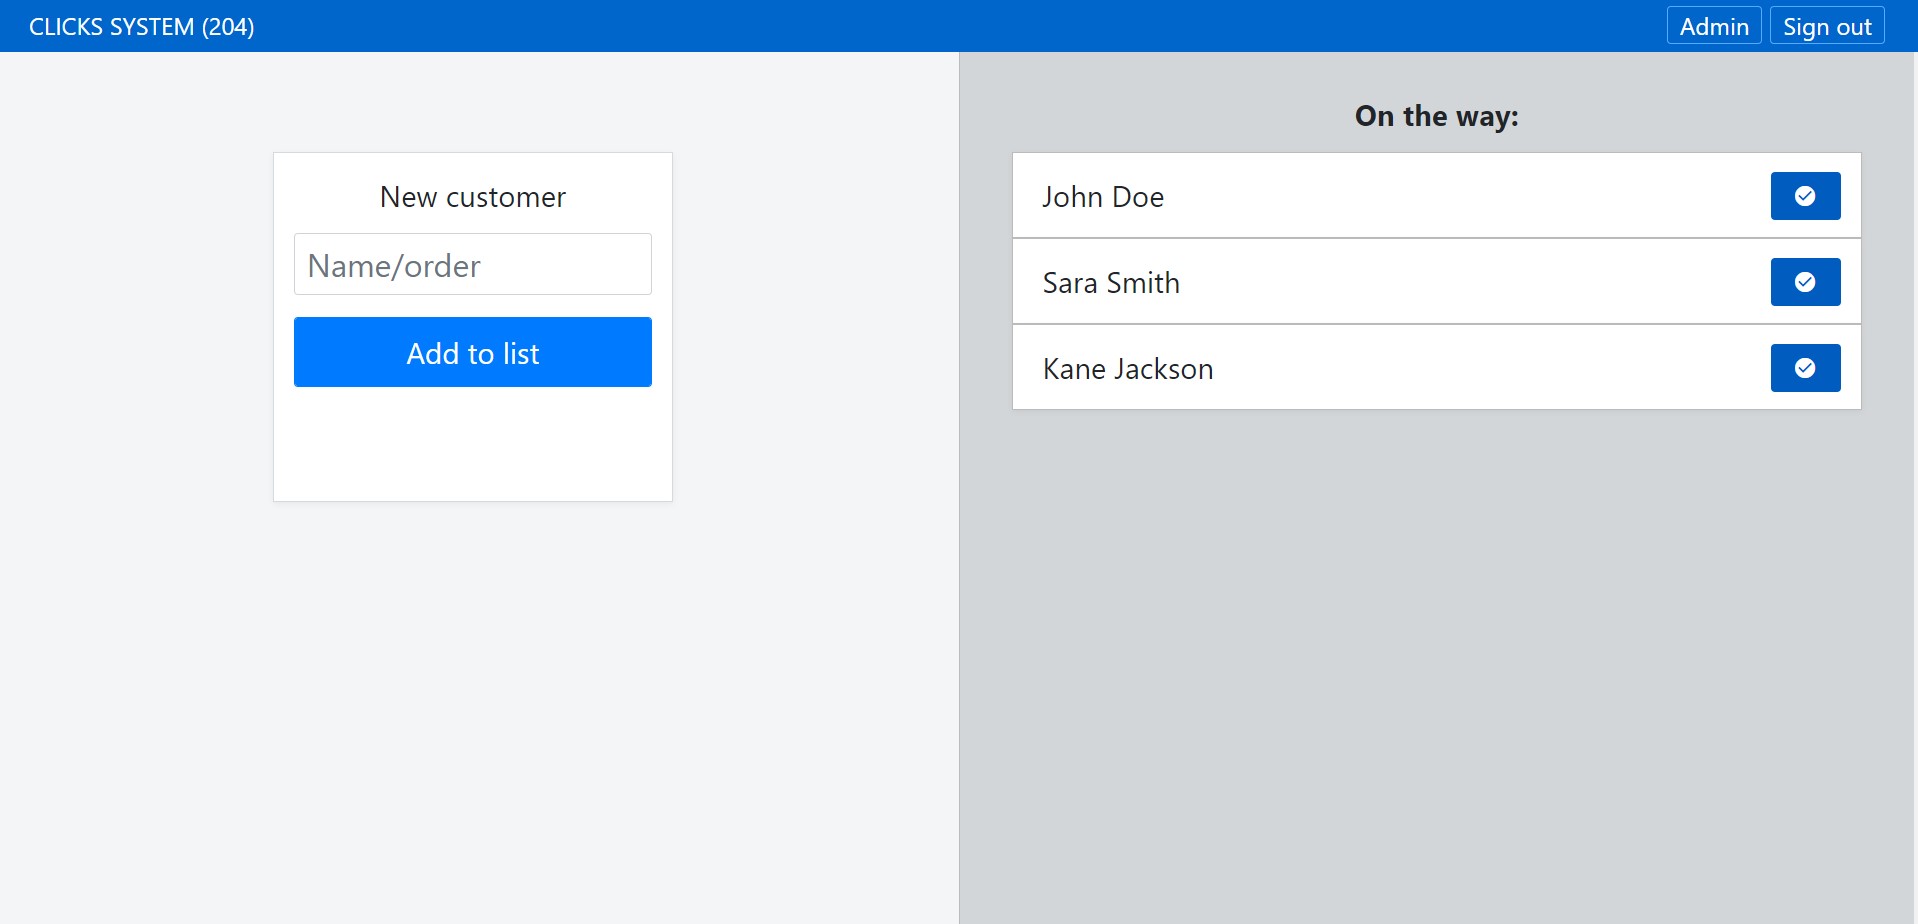 CLICKS SYSTEM (204)
Admin
Sign out
New customer
Name/order
Add to list
On the way:
John Doe
Sara Smith
Kane Jackson